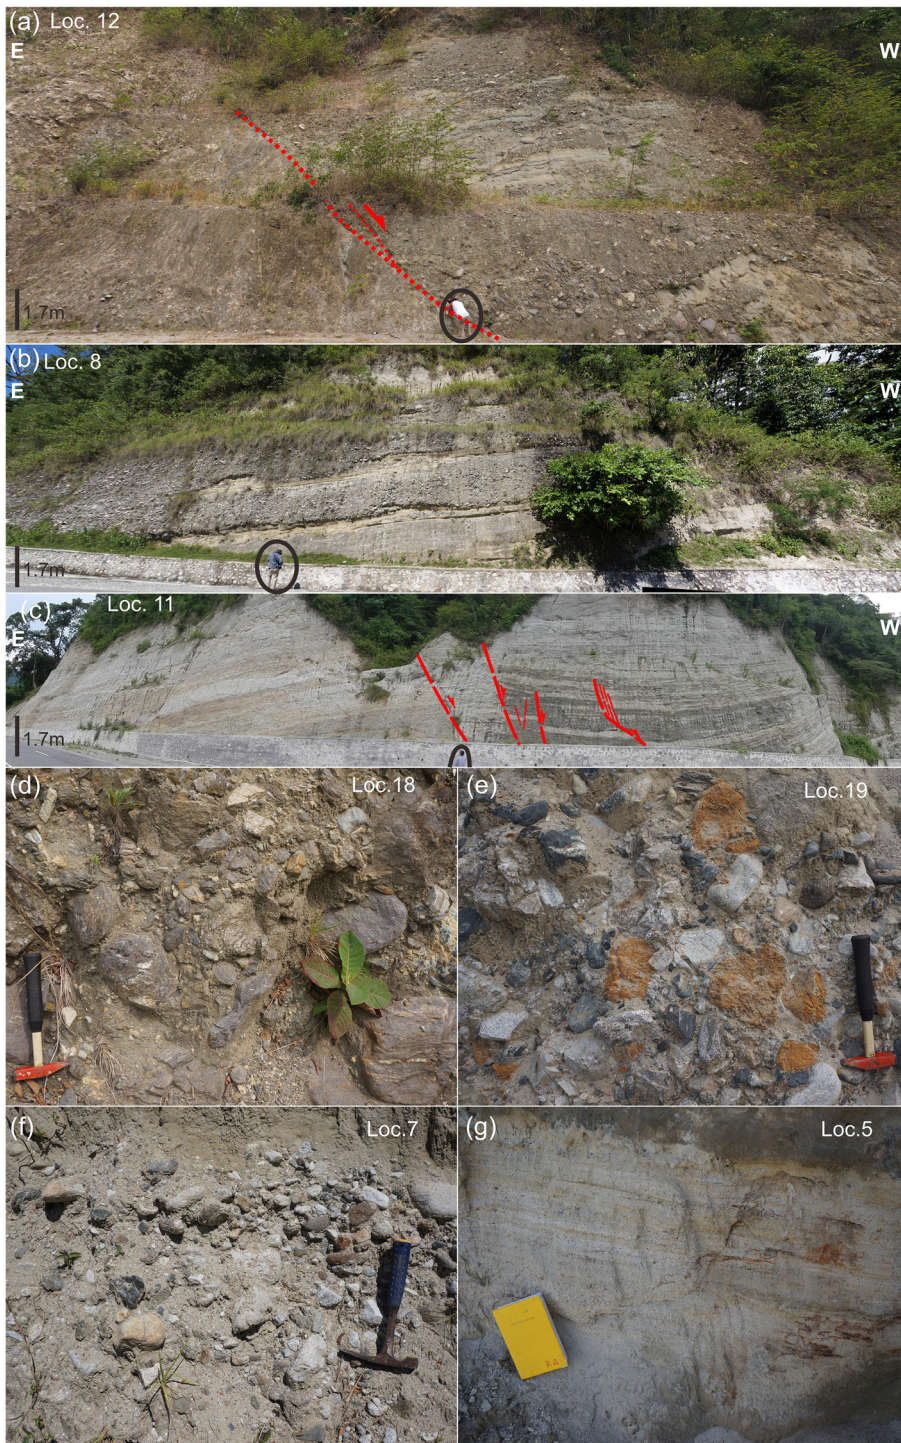 (a) Loc. 12
E
W
1.7m
(b) Loc. 8
E
W
1.7m
(c) Loc. 11
E
W
1.7m
(d) Loc.18
(e) Loc.19
(f) Loc.7
(g) Loc.5
R.A